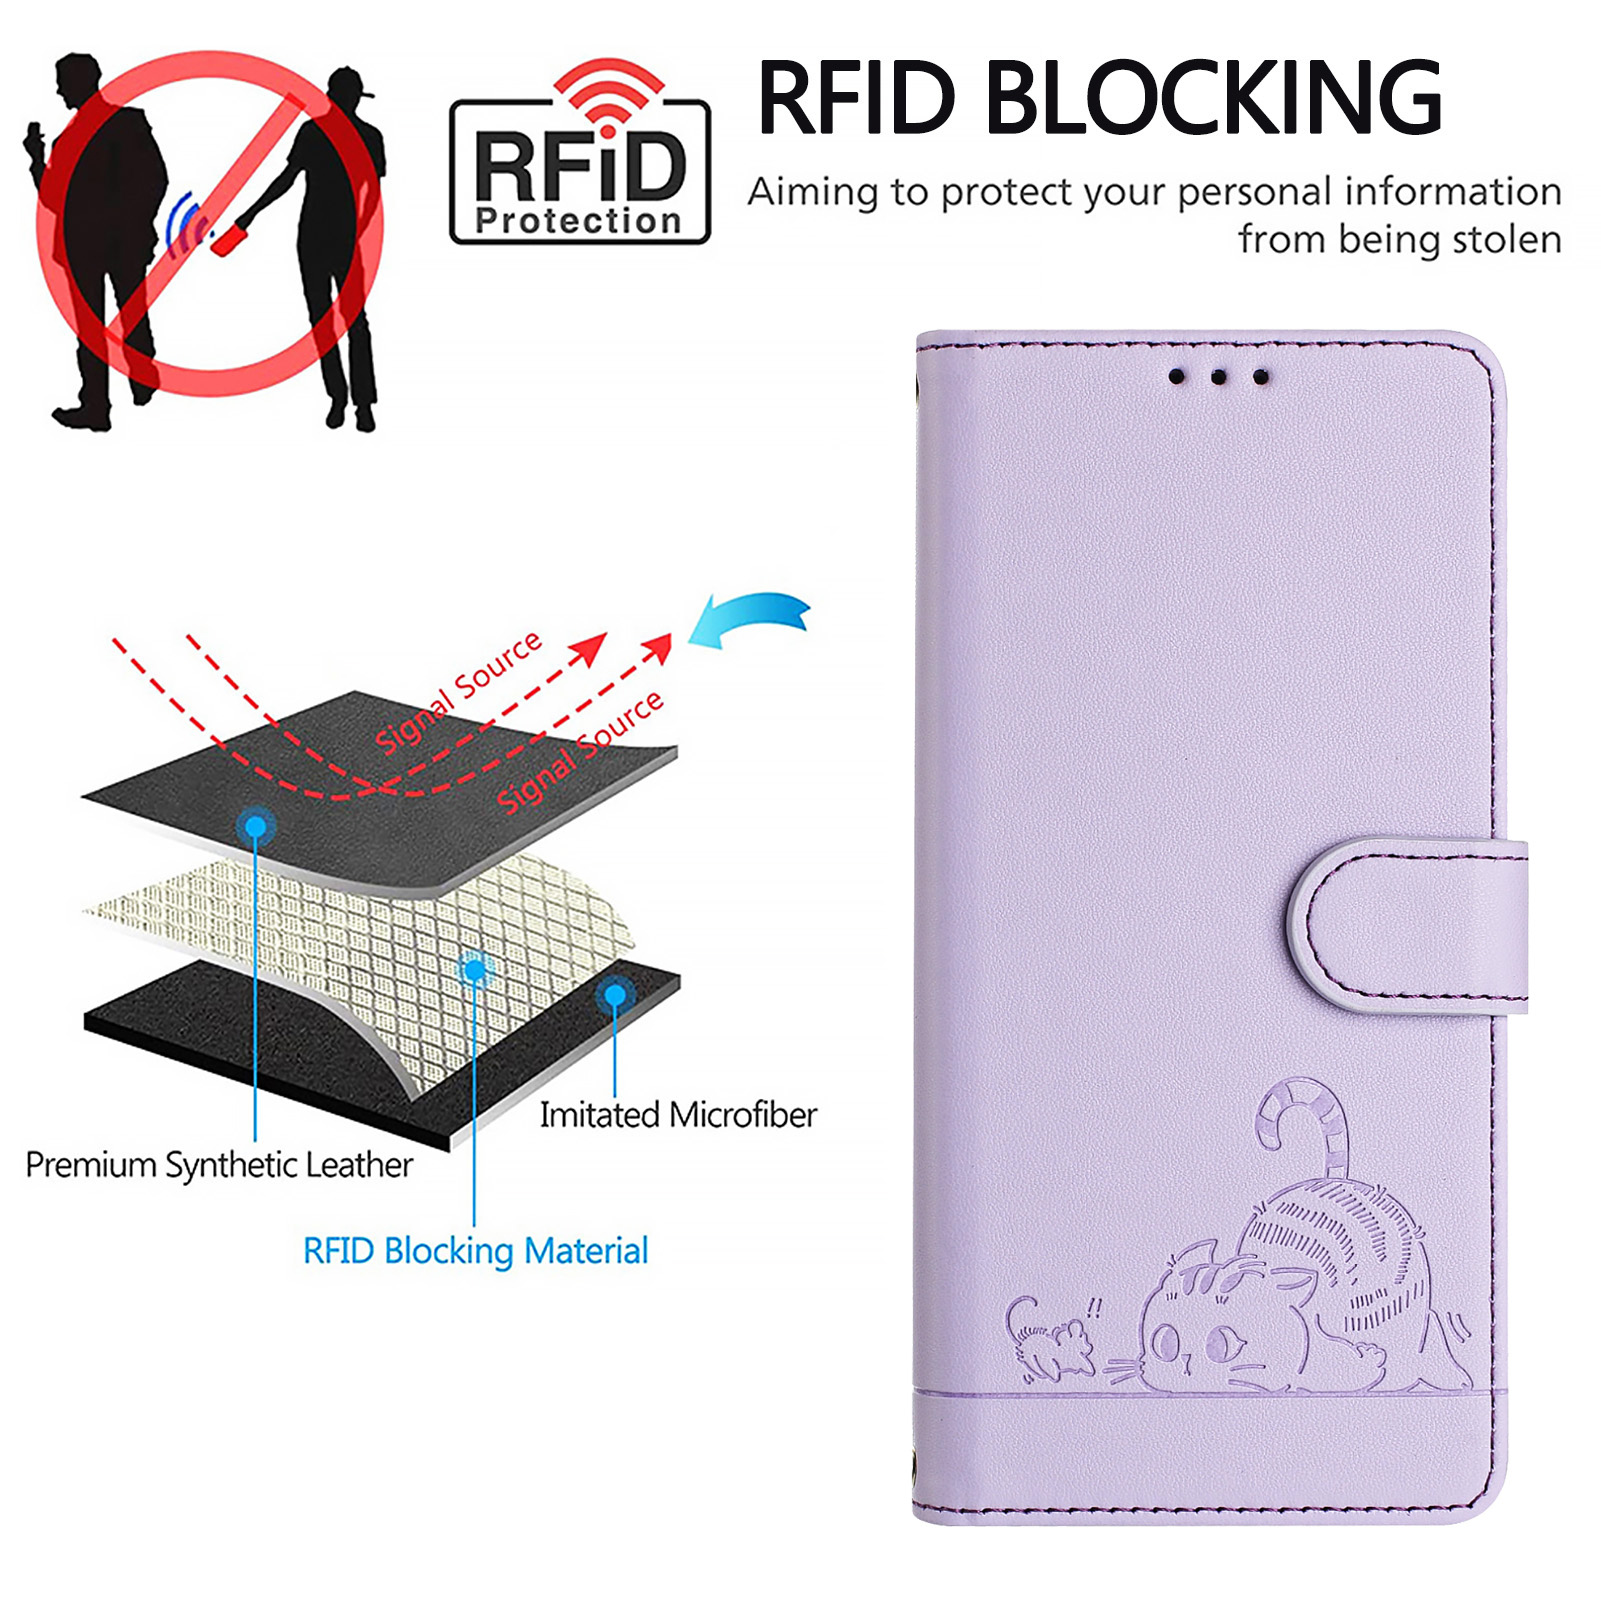 RFiD
Protection
RFID BLOCKING
Aiming to protect your personal information
from being stolen
Signal Source
Signal Source
Imitated Microfiber
Premium Synthetic Leather
RFID Blocking Material
!!